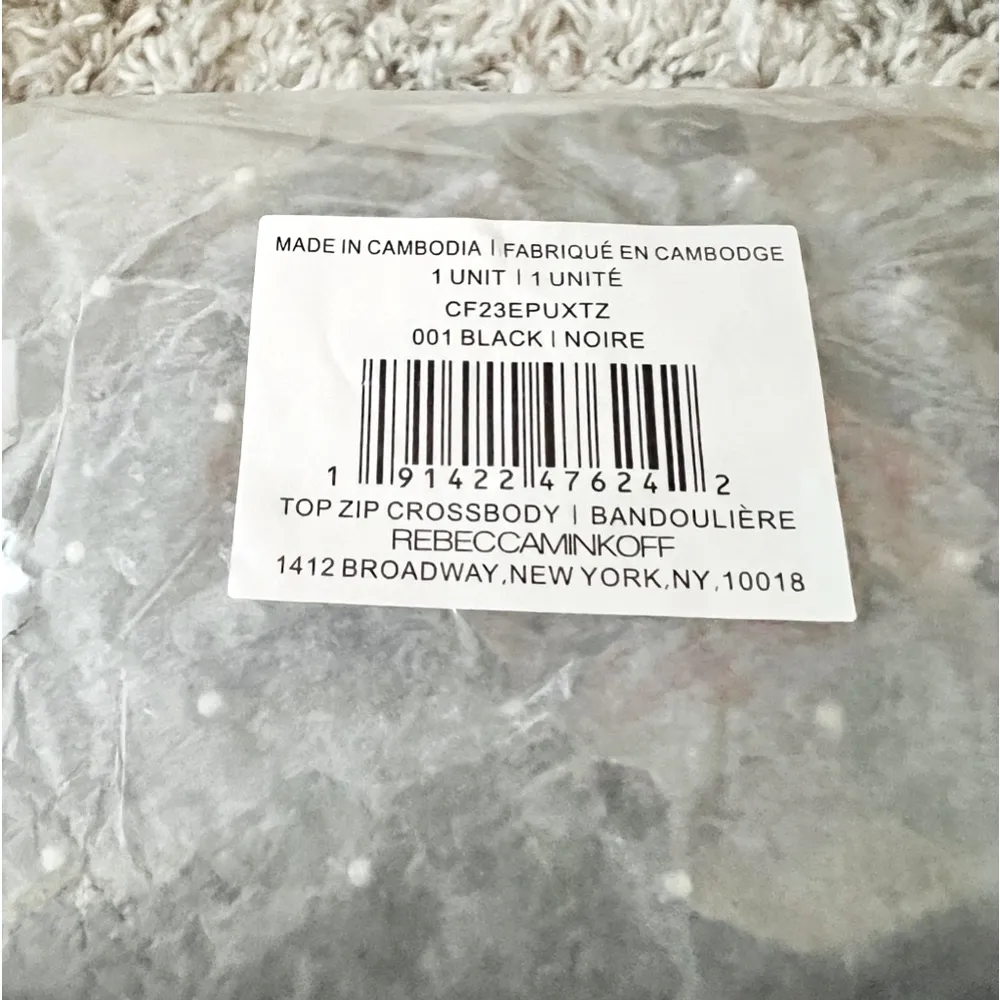 MADE IN CAMBODIA | FABRIQUÉ EN CAMBODGE
1 UNIT | 1 UNITÉ
CF23EPUXTZ
001 BLACK | NOIRE
1 91422 47624 2
TOP ZIP CROSSBODY | BANDOULIÈRE
REBECCAMINKOFF
1412 BROADWAY,NEW YORK,NY,10018